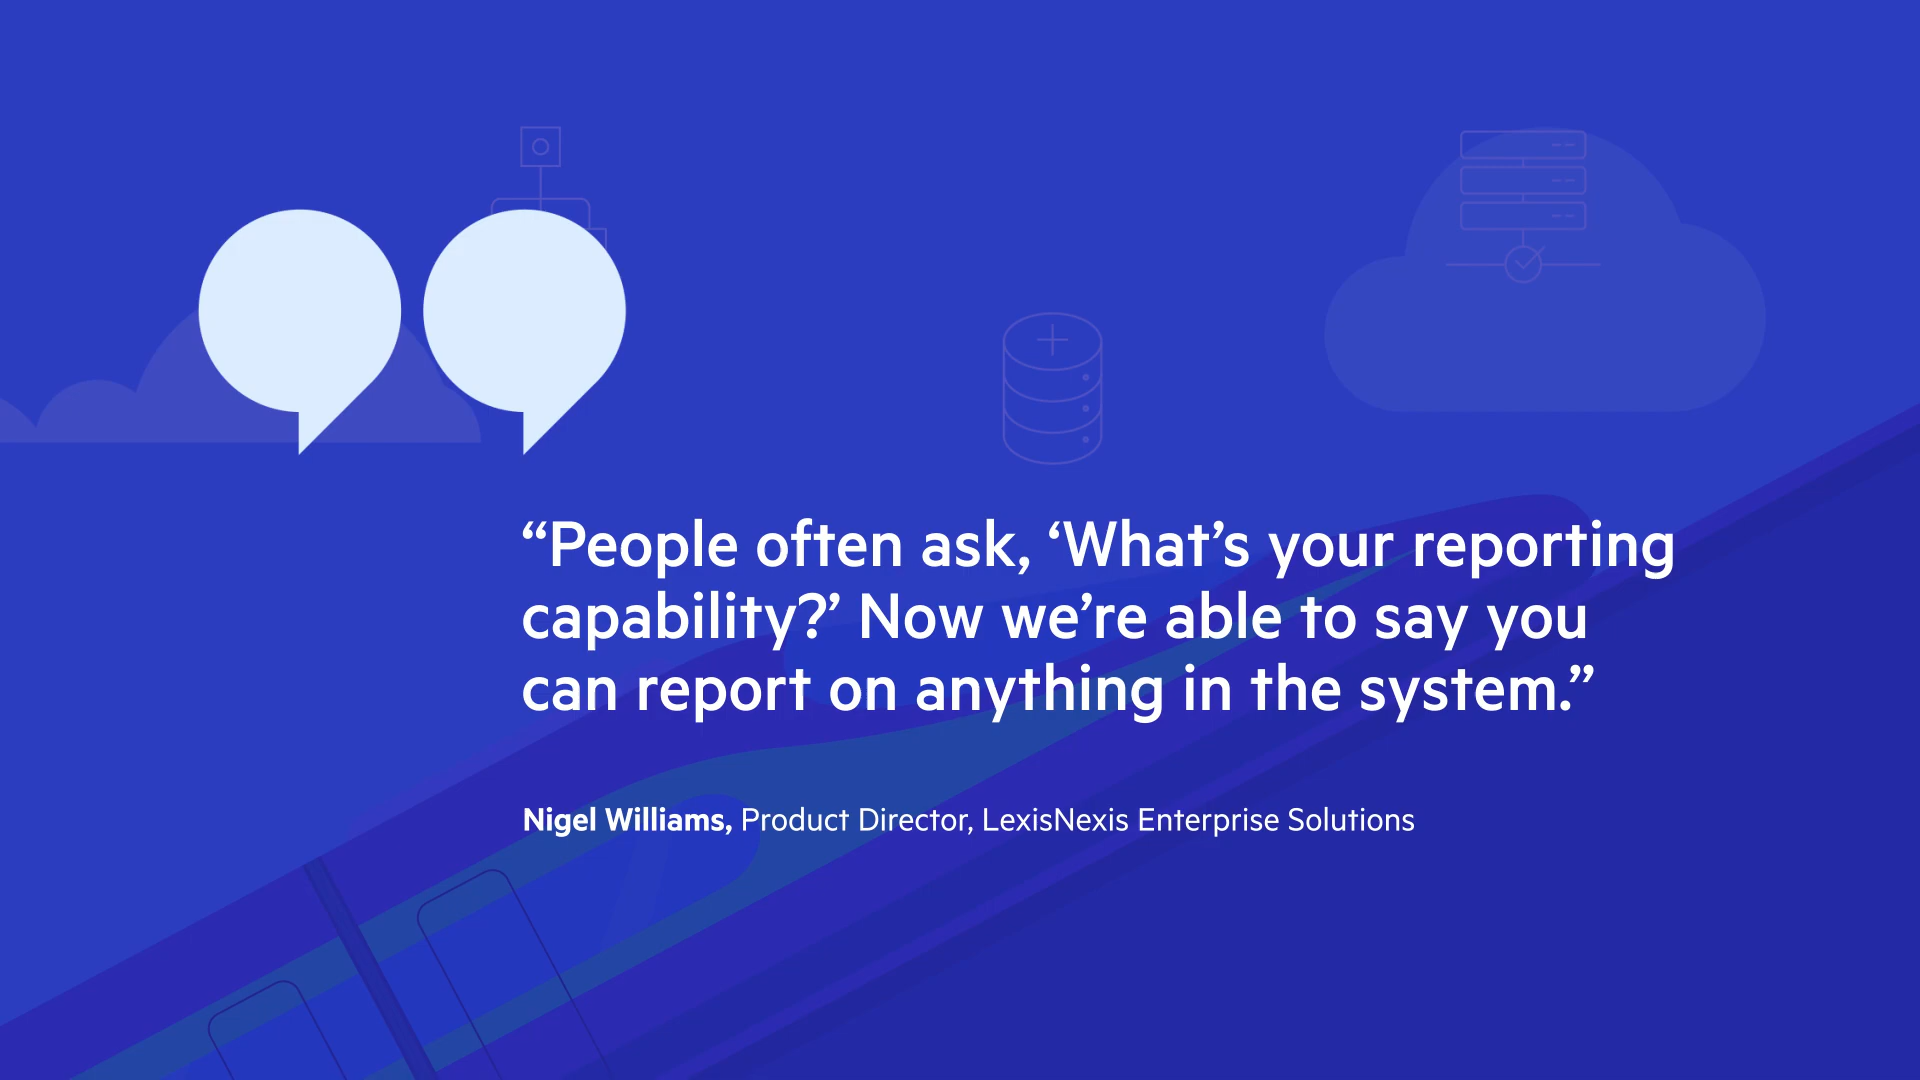 “People often ask, ‘What’s your reporting
capability?’ Now we’re able to say you
can report on anything in the system.”
Nigel Williams, Product Director, LexisNexis Enterprise Solutions